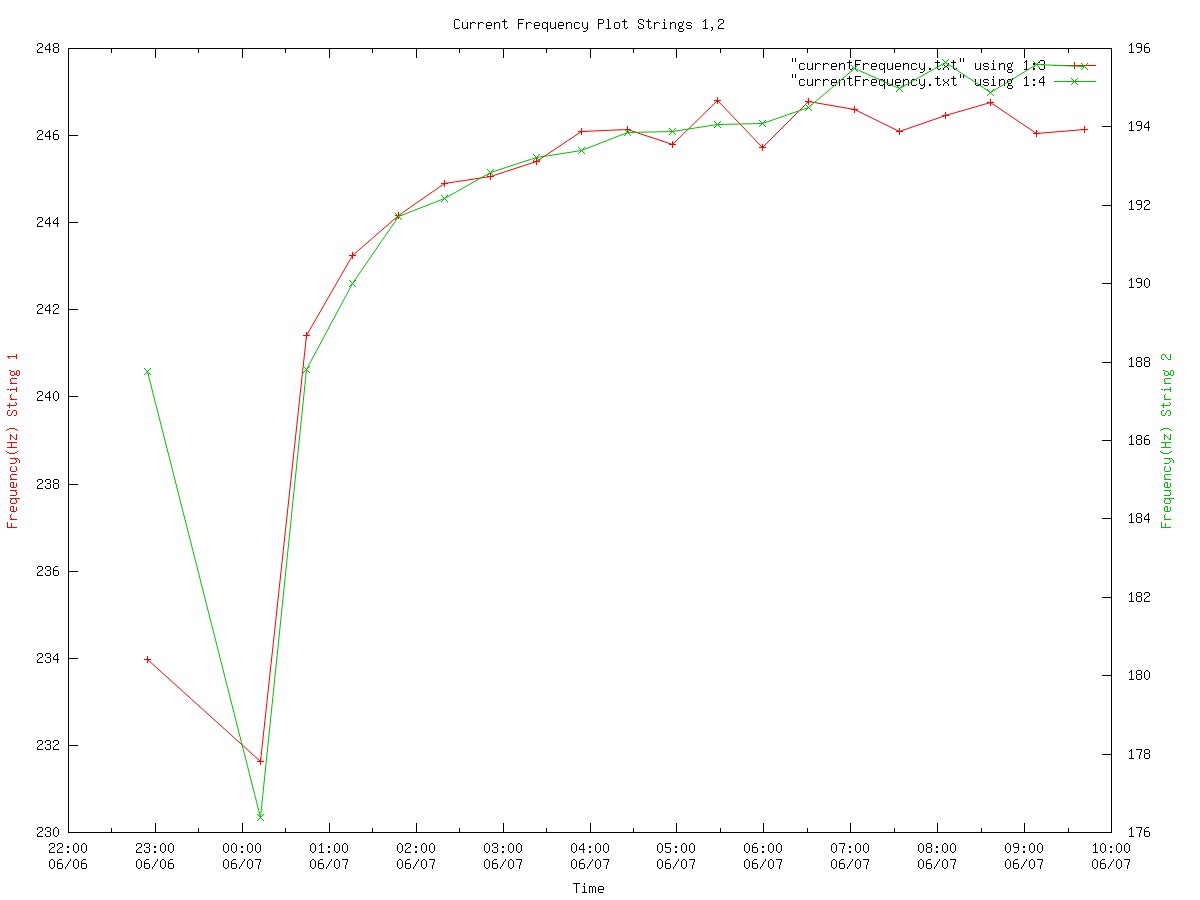 Current Frequency Plot Strings 1,2
"currentFrequency.txt" using 1:3
"currentFrequency.txt" using 1:4
248
246
244
242
240
238
236
234
232
230
196
194
192
190
188
186
184
182
180
178
176
Frequency(Hz) String 1
Frequency(Hz) String 2
22:00 23:00 00:00 01:00 02:00 03:00 04:00 05:00 06:00 07:00 08:00 09:00 10:00
06/06 06/06 06/07 06/07 06/07 06/07 06/07 06/07 06/07 06/07 06/07 06/07 06/07
Time